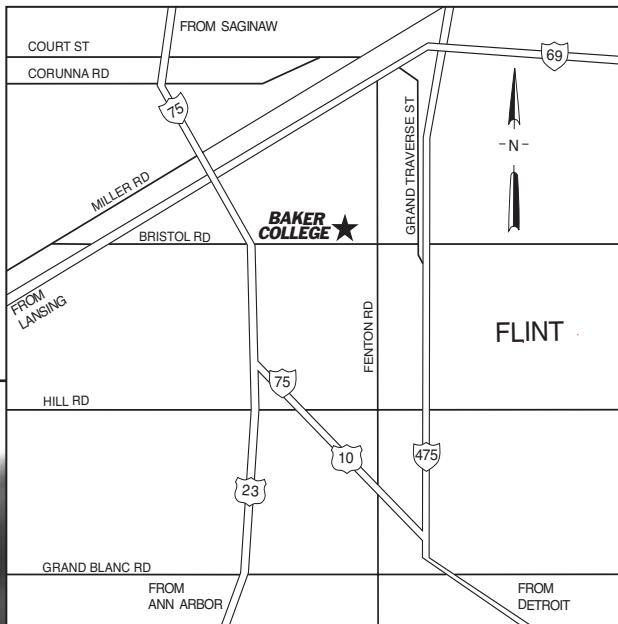 FROM SAGINAW
COURT ST
69
CORUNNA RD
75
GRAND TRAVERSE ST
-N-
MILLER RD
BAKER
COLLEGE
BRISTOL RD
FROM
LANSING
FENTON RD
FLINT
75
HILL RD
10
475
23
GRAND BLANC RD
FROM
ANN ARBOR
FROM
DETROIT